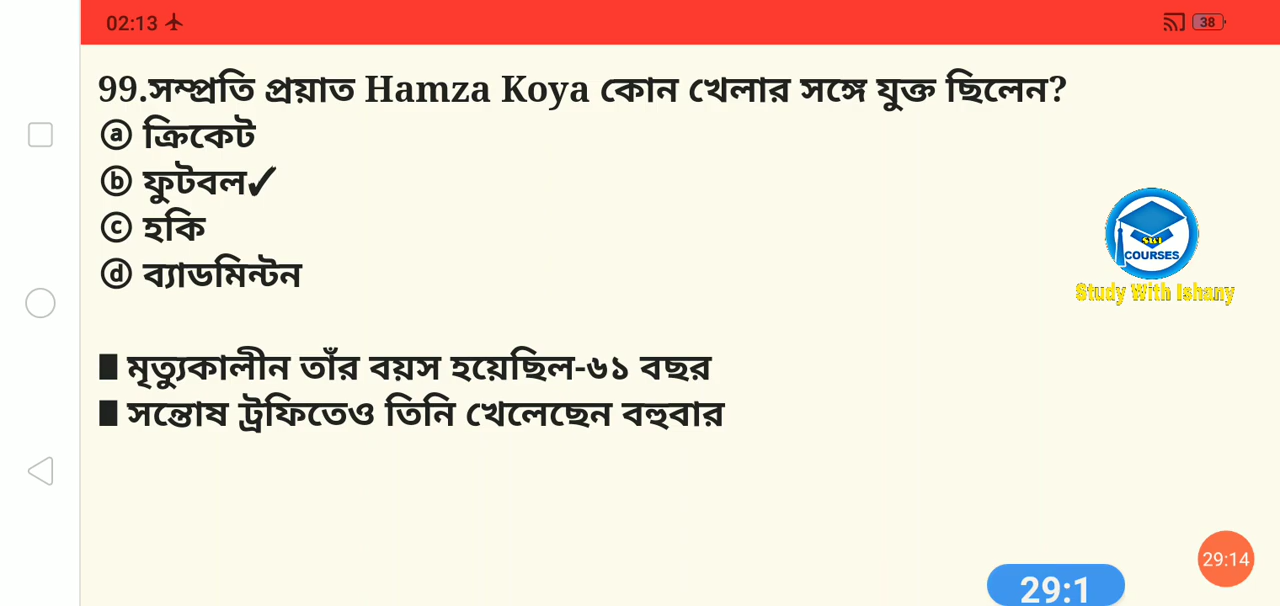 02:13
38
99.সম্প্রতি প্রয়াত Hamza Koya কোন খেলার সঙ্গে যুক্ত ছিলেন?
ⓐ ক্রিকেট
ⓑ ফুটবল✔
ⓒ হকি
ⓓ ব্যাডমিন্টন
SWI
COURSES
Study With Ishany
■ মৃত্যুকালীন তাঁর বয়স হয়েছিল-৬১ বছর
■ সন্তোষ ট্রফিতেও তিনি খেলেছেন বহুবার
29:14
29:1